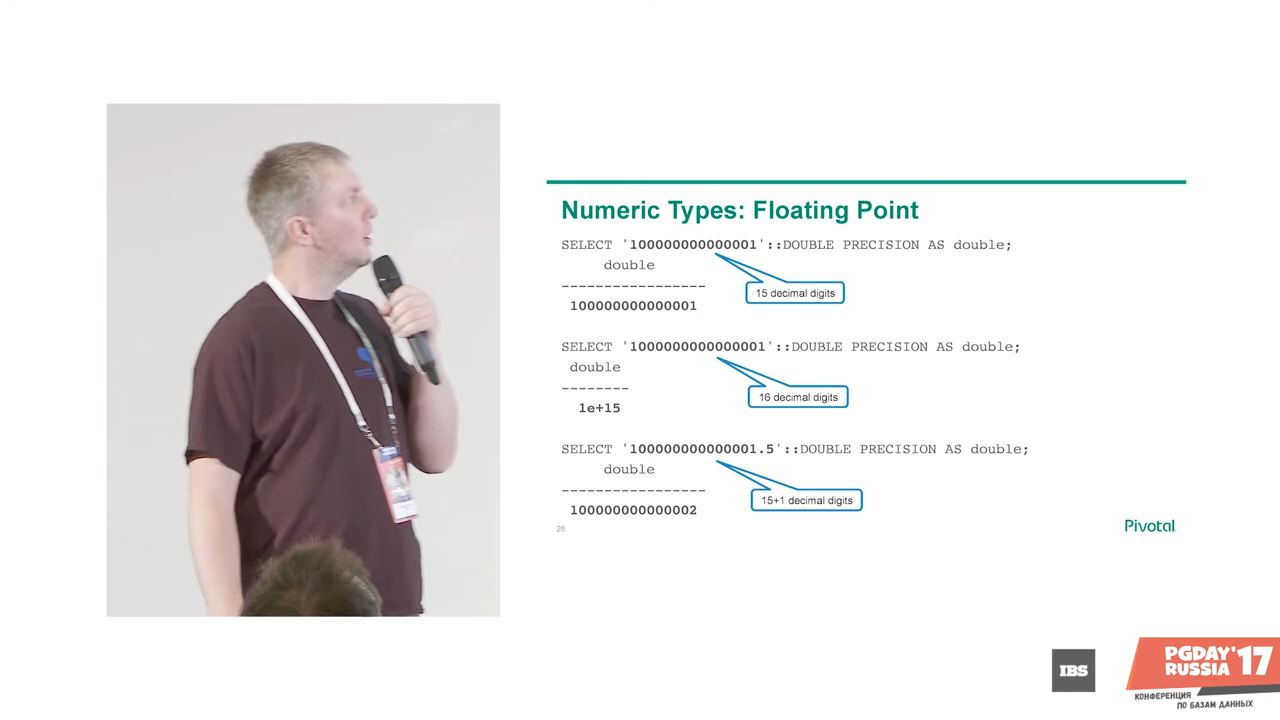 Numeric Types: Floating Point
SELECT '100000000000001'::DOUBLE PRECISION AS double;
double
-----------------
15 decimal digits
100000000000001
SELECT '1000000000000001'::DOUBLE PRECISION AS double;
double
--------
16 decimal digits
1e+15
SELECT '100000000000001.5'::DOUBLE PRECISION AS double;
double
-----------------
15+1 decimal digits
100000000000002
26
Pivotal
IBS
PGDAY'17
RUSSIA
КОНФЕРЕНЦИЯ
ПО БАЗАМ ДАННЫХ